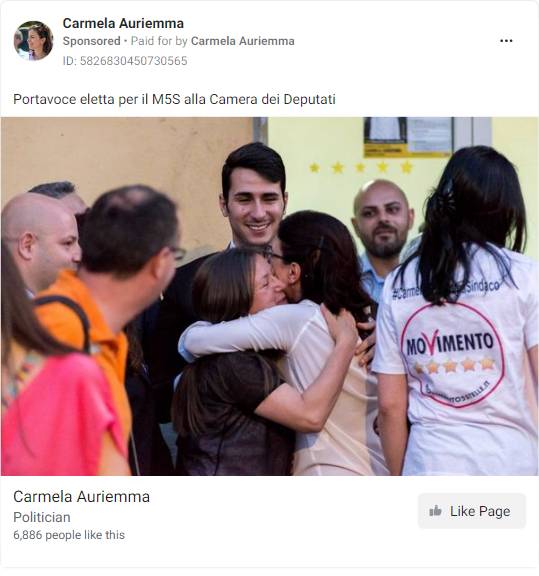 Carmela Auriemma
Sponsored • Paid for by Carmela Auriemma
ID: 5826830450730565
Portavoce eletta per il M5S alla Camera dei Deputati
MOVIMENTO
Carmela Auriemma
Politician
6,886 people like this
Like Page